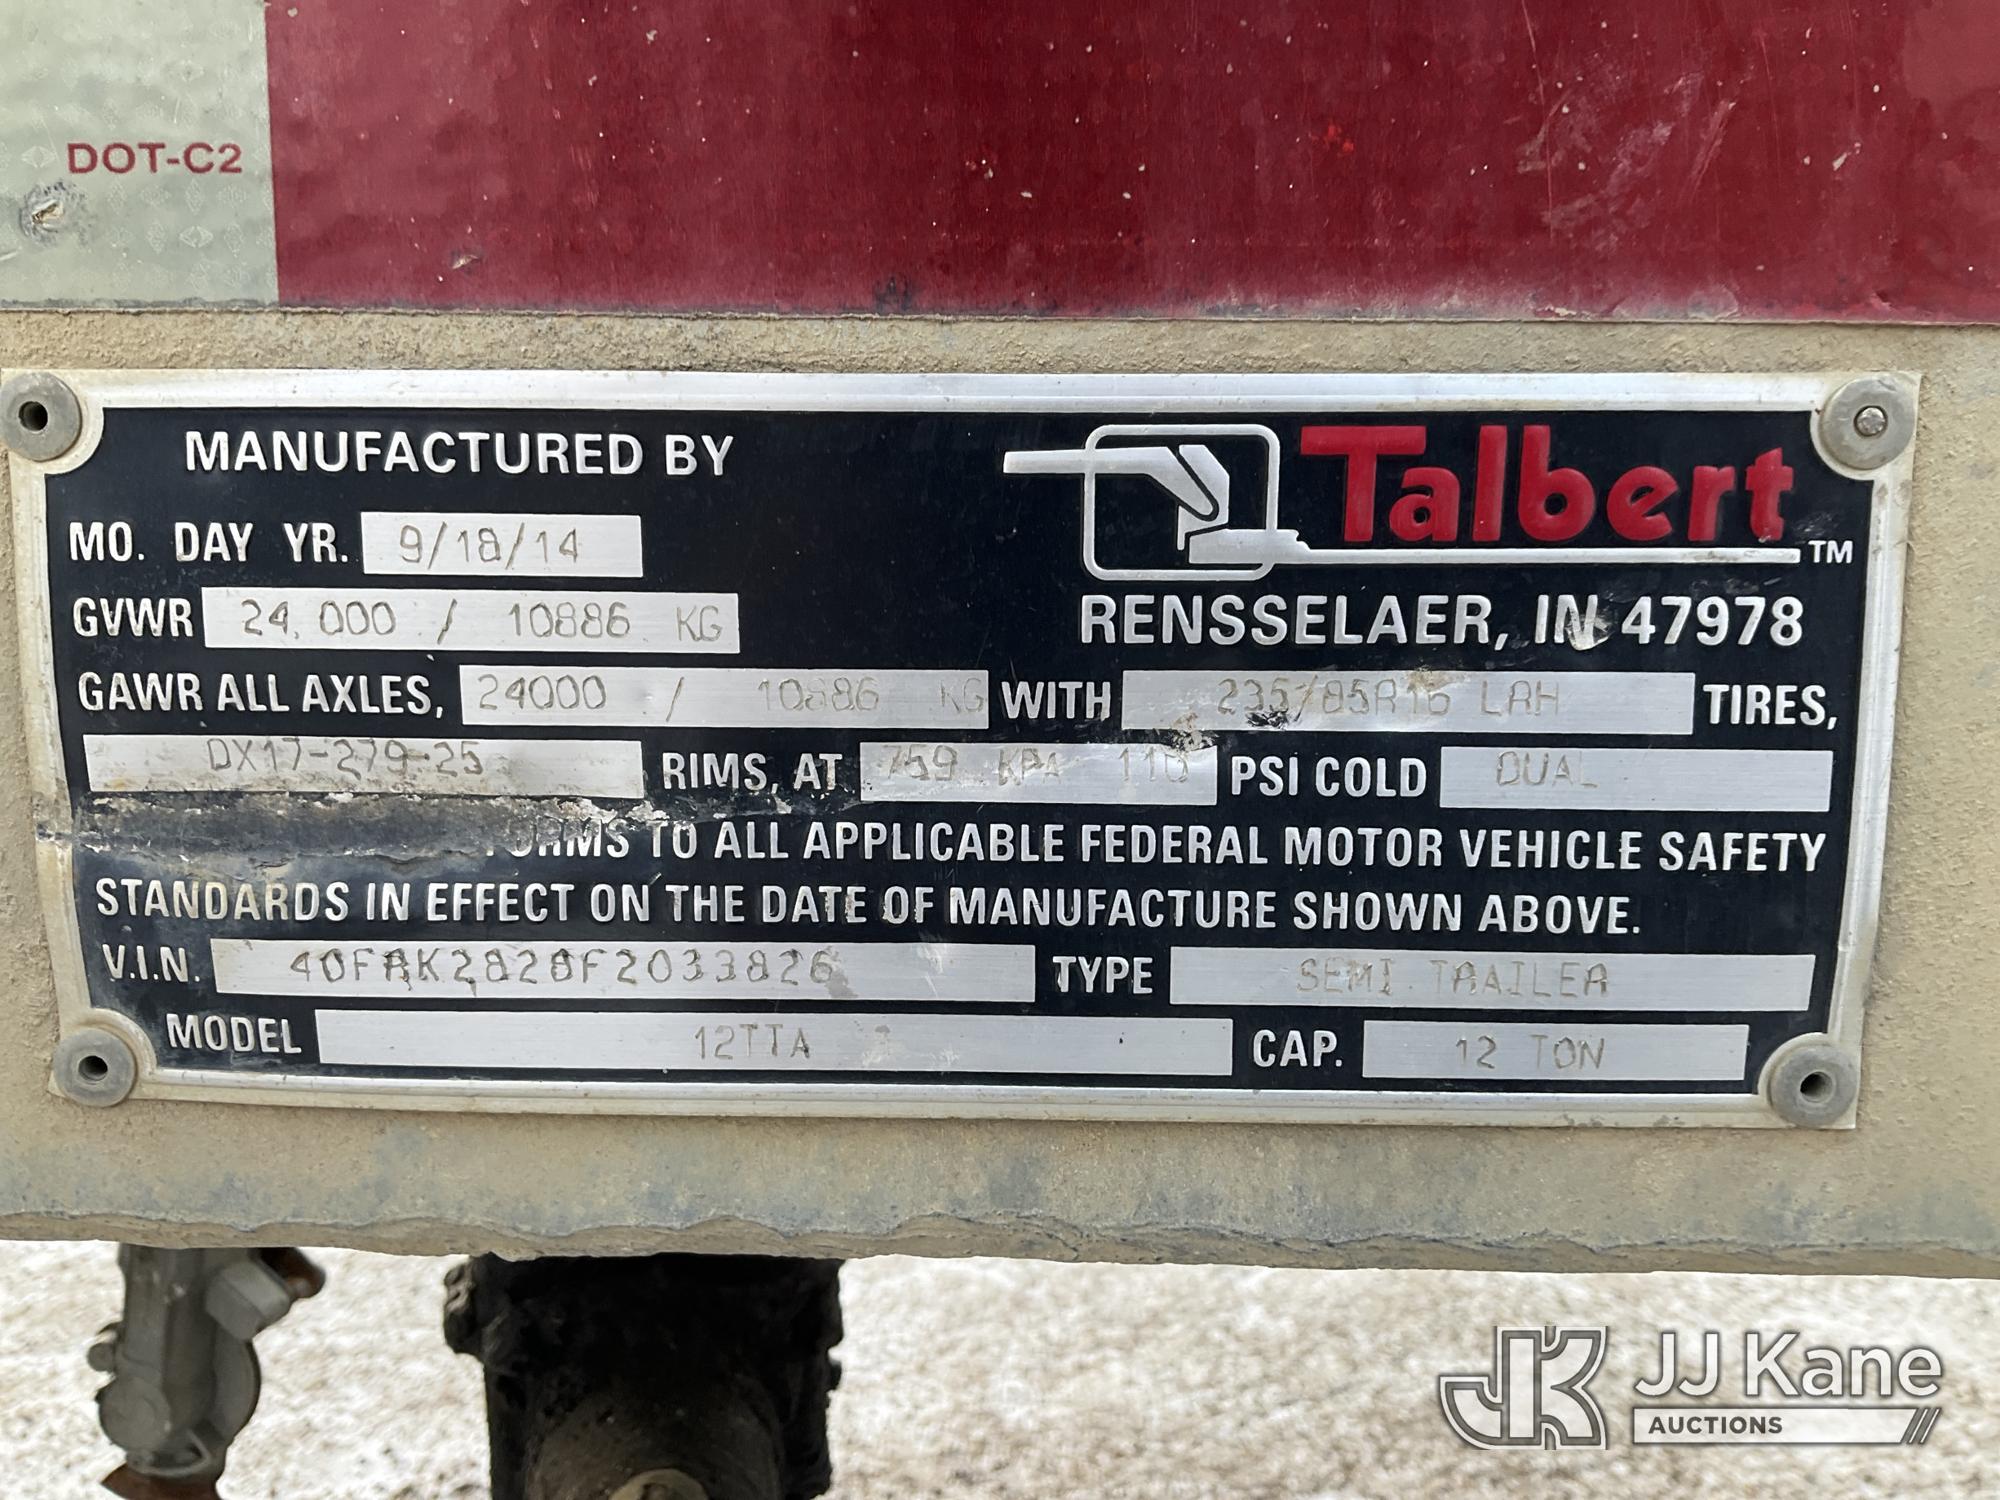 DOT-C2
MANUFACTURED BY Talbert TM
MO. DAY YR. 9/18/14
RENSSELAER, IN 47978
GVWR 24,000 / 10886 KG
GAWR ALL AXLES, 24000 / 10886 KG WITH 235/85R16 LRH TIRES,
DX17-279-25 RIMS, AT 759 KPA 110 PSI COLD DUAL
TO ALL APPLICABLE FEDERAL MOTOR VEHICLE SAFETY
STANDARDS IN EFFECT ON THE DATE OF MANUFACTURE SHOWN ABOVE.
V.I.N. 40FRK2828F2033826 TYPE SEMI TRAILER
MODEL 12TTA CAP. 12 TON
JK JJ Kane
AUCTIONS